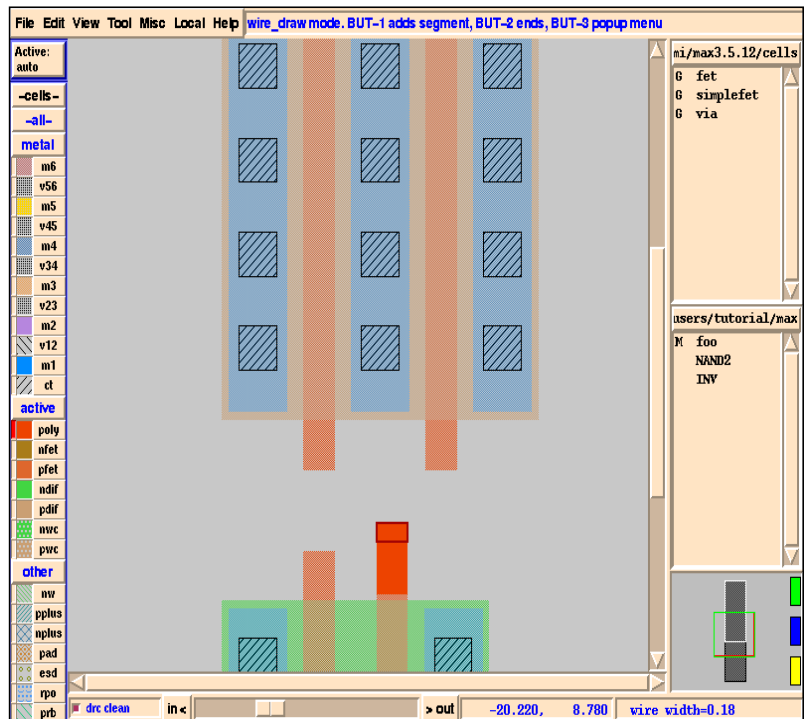 File Edit View Tool Misc Local Help wire_draw mode. BUT-1 adds segment, BUT-2 ends, BUT-3 popup menu
Active:
auto
-cells-
-all-
metal
m6
v56
m5
v45
m4
v34
m3
v23
m2
v12
m1
ct
active
poly
nfet
pfet
ndif
pdif
nwc
pwc
other
nw
pplus
nplus
pad
esd
rpo
prb
mi/max3.5.12/cells
G fet
G simplefet
G via
users/tutorial/max
M foo
NAND2
INV
drc clean in < > out -20.220, 8.780 wire width=0.18